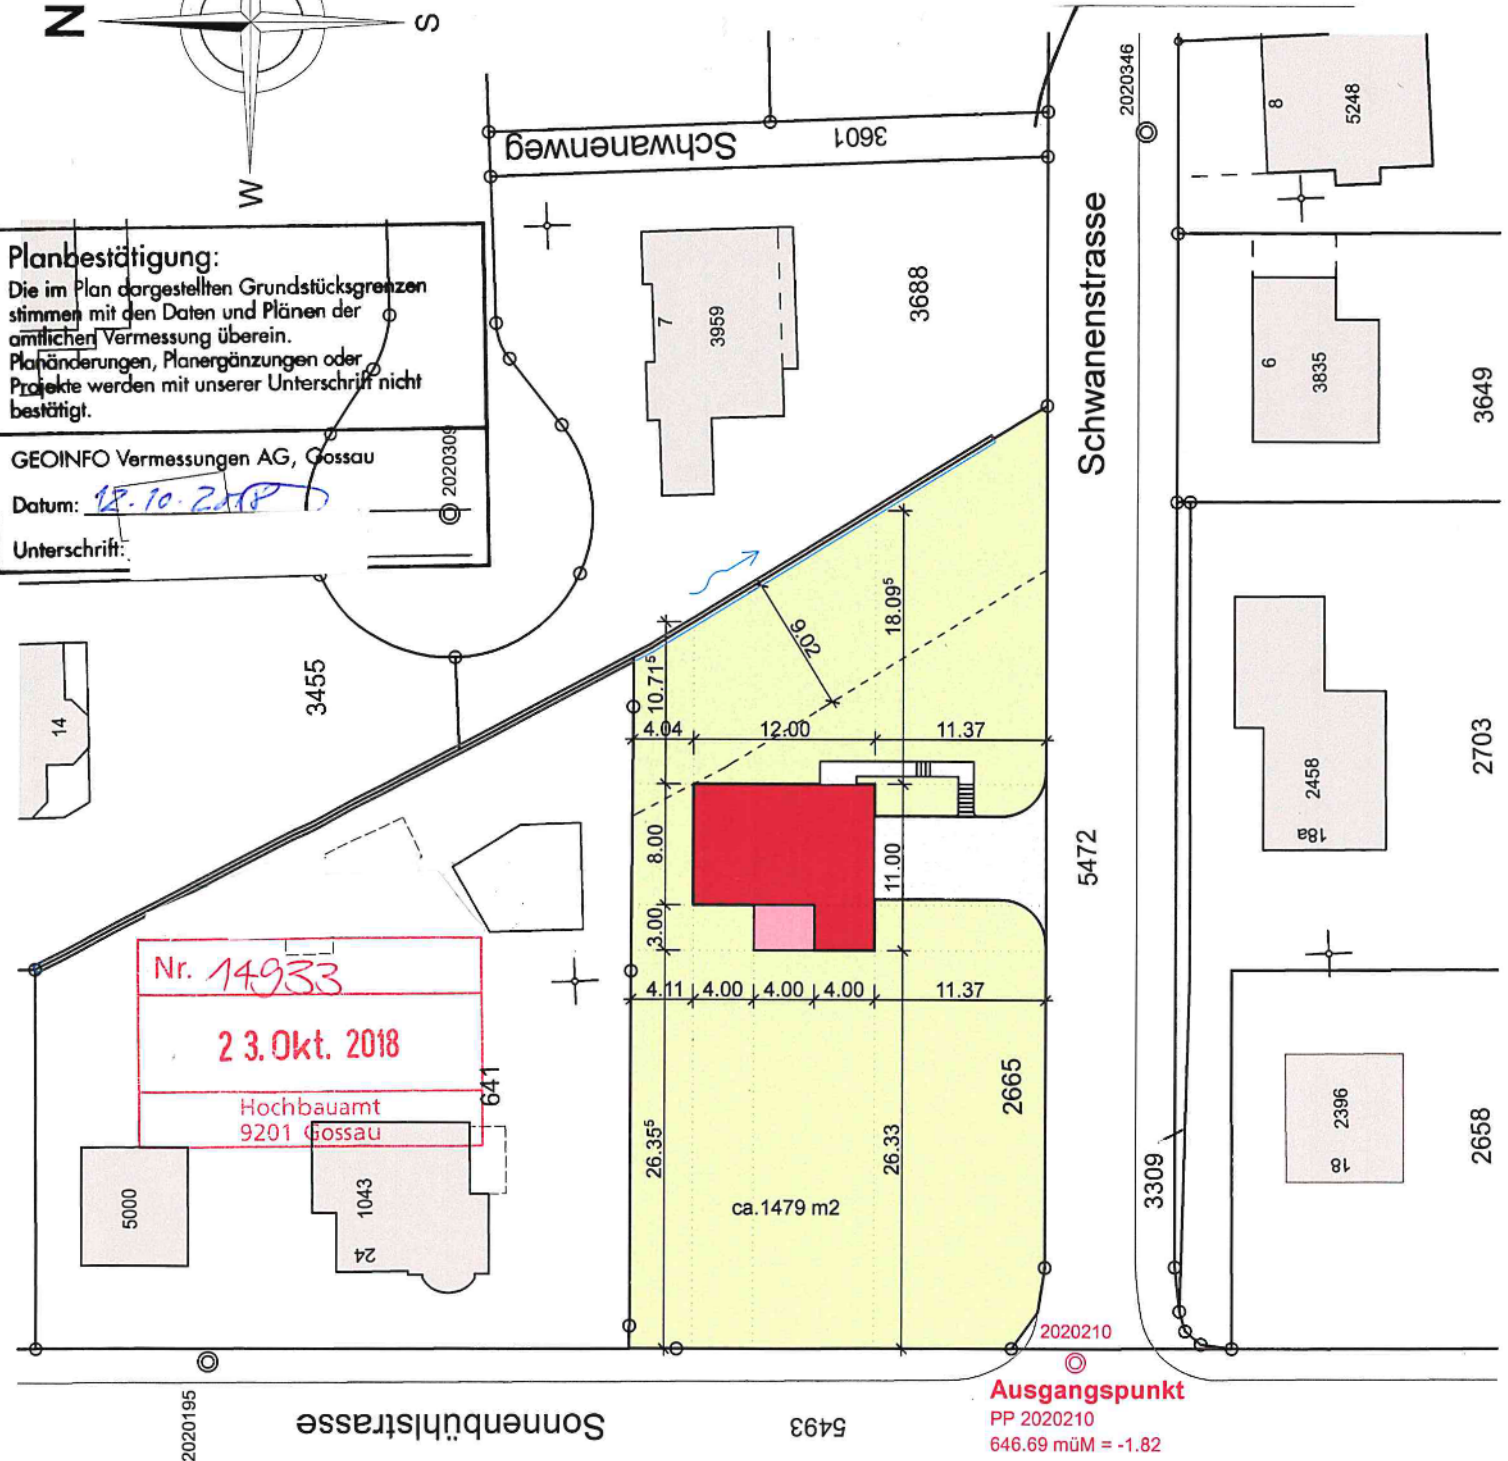 N
S
W
Planbestätigung:
Die im Plan dargestellten Grundstücksgrenzen
stimmen mit den Daten und Plänen der
amtlichen Vermessung überein.
Planänderungen, Planergänzungen oder
Projekte werden mit unserer Unterschrift nicht
bestätigt.
GEOINFO Vermessungen AG, Gossau
Datum: 12.10.2018
Unterschrift:
2020309
Schwanenweg
3601
2020346
8
5248
7
3959
3688
Schwanenstrasse
6
3835
3649
14
3455
9.02
18.09⁵
10.71⁵
4.04
12.00
11.37
8.00
11.00
3.00
4.11
4.00
4.00
4.00
11.37
5472
2458
18a
2703
Nr. 14933
23. Okt. 2018
Hochbauamt
9201 Gossau
641
5000
1043
24
26.35⁵
26.33
2665
ca.1479 m2
3309
2396
18
2658
2020195
Sonnenbühlstrasse
5493
2020210
Ausgangspunkt
PP 2020210
646.69 müM = -1.82